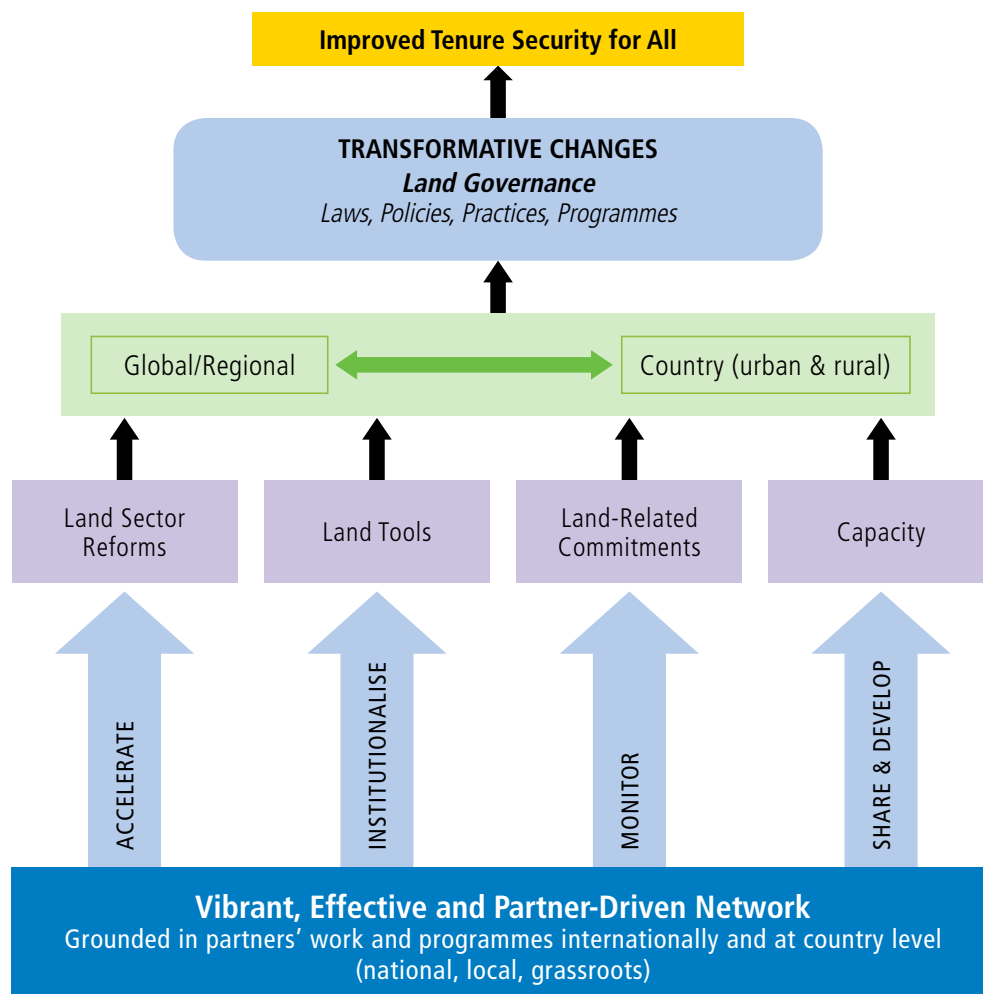 Improved Tenure Security for All
TRANSFORMATIVE CHANGES
Land Governance
Laws, Policies, Practices, Programmes
Global/Regional
Country (urban & rural)
Land Sector
Reforms
Land Tools
Land-Related
Commitments
Capacity
ACCELERATE
INSTITUTIONALISE
MONITOR
SHARE & DEVELOP
Vibrant, Effective and Partner-Driven Network
Grounded in partners’ work and programmes internationally and at country level
(national, local, grassroots)